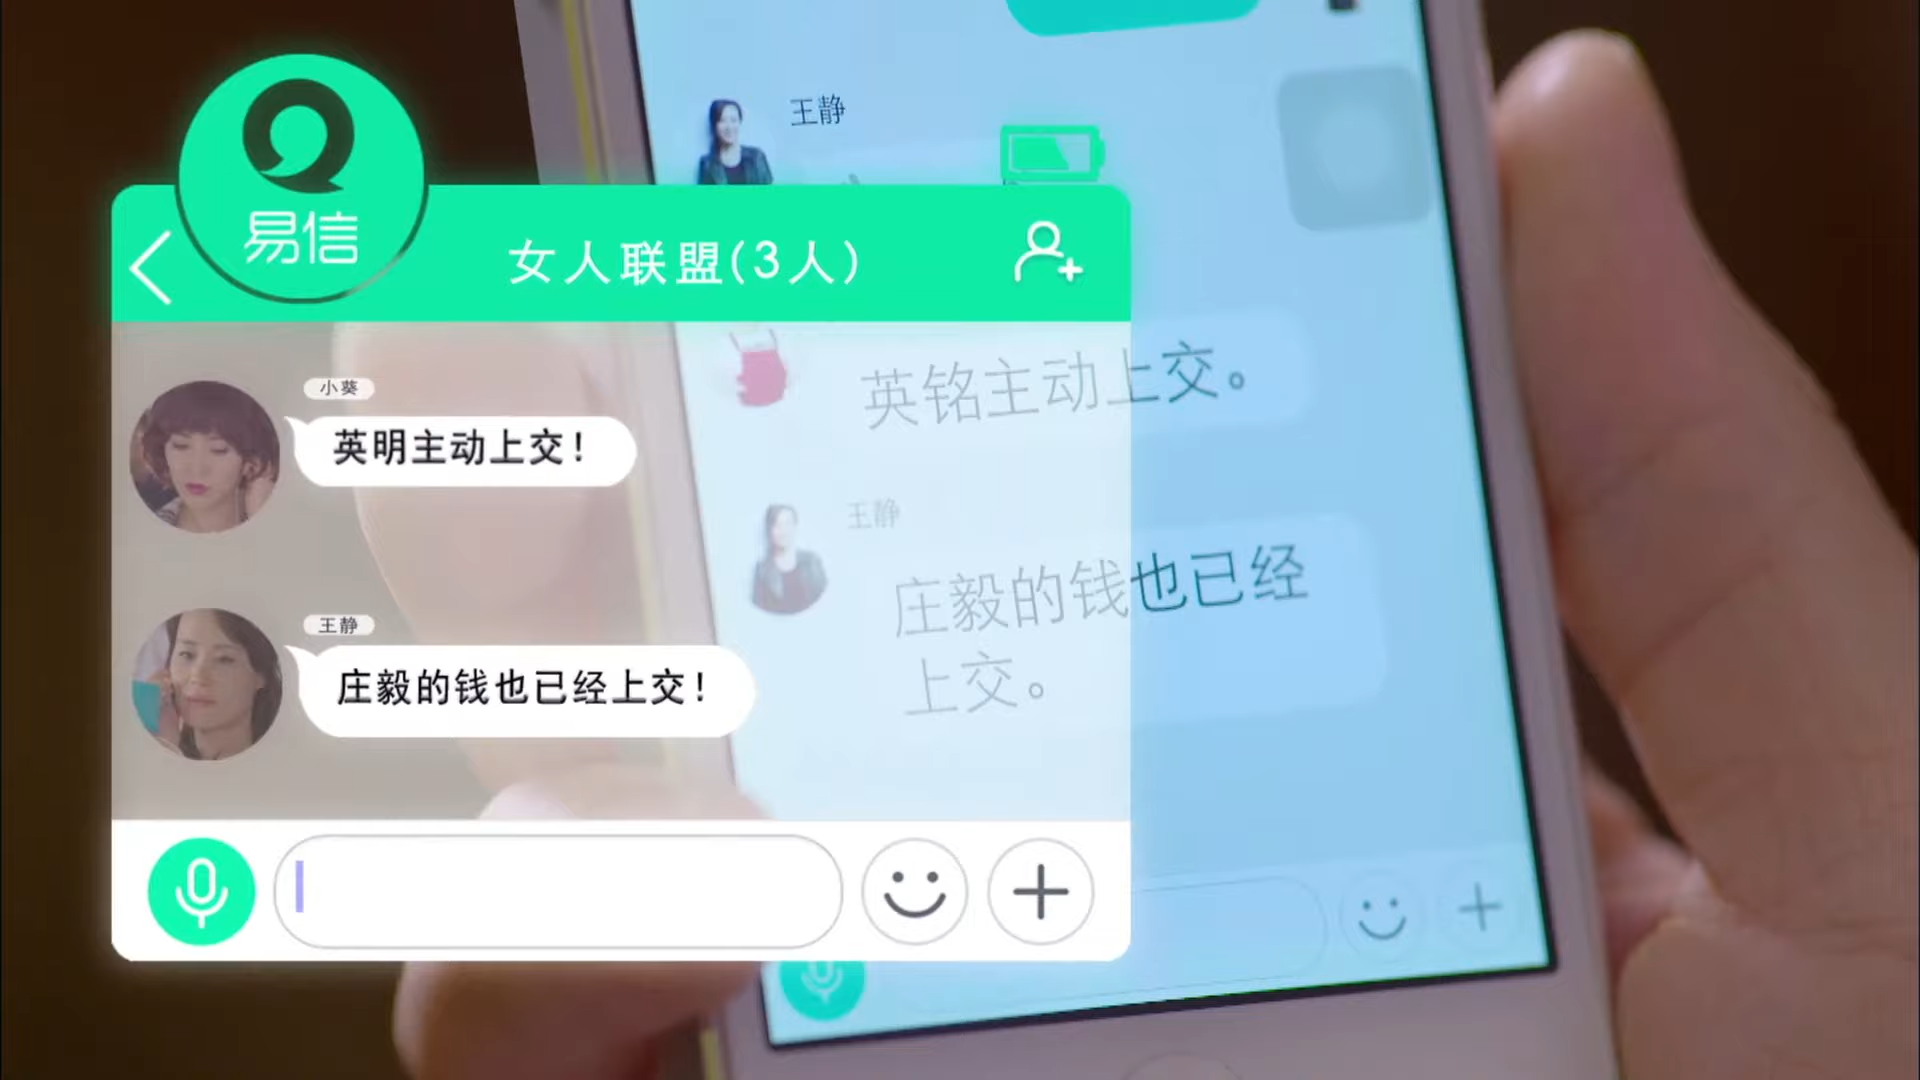 王静
易信
女人联盟(3人)
英铭主动上交。
小葵
英明主动上交！
王静
庄毅的钱也已经
上交。
王静
庄毅的钱也已经上交！